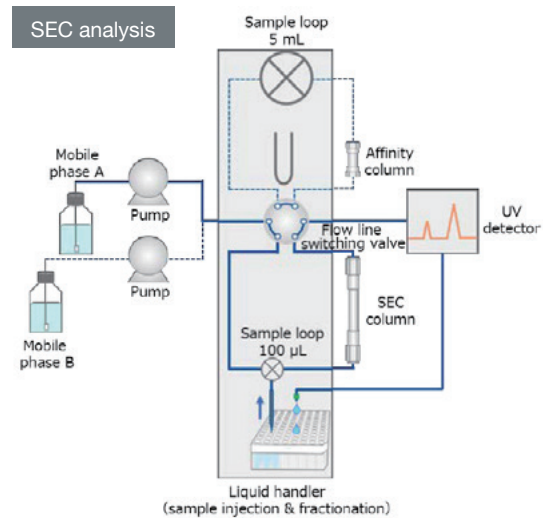 SEC analysis
Sample loop
5 mL
Mobile
phase A
Pump
Affinity
column
Flow line
switching valve
UV
detector
Pump
Mobile
phase B
SEC
column
Sample loop
100 µL
Liquid handler
(sample injection & fractionation)